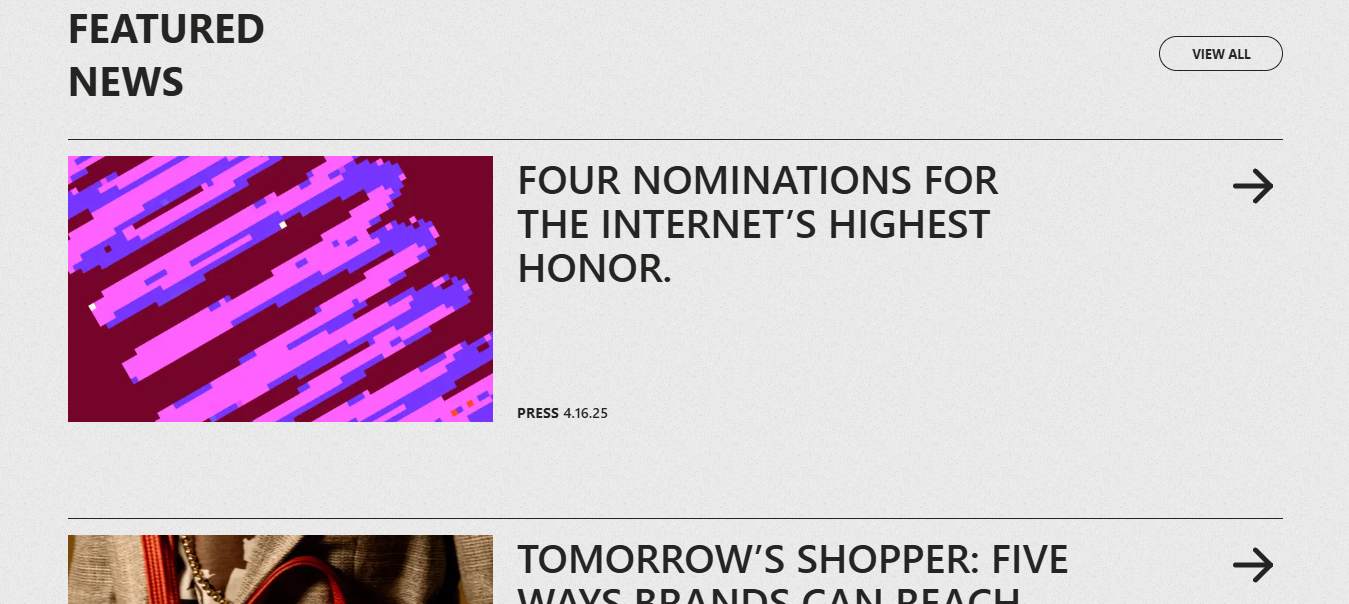 FEATURED
NEWS
VIEW ALL
FOUR NOMINATIONS FOR
THE INTERNET’S HIGHEST
HONOR.
PRESS 4.16.25
TOMORROW’S SHOPPER: FIVE
WAYS BRANDS CAN REACH